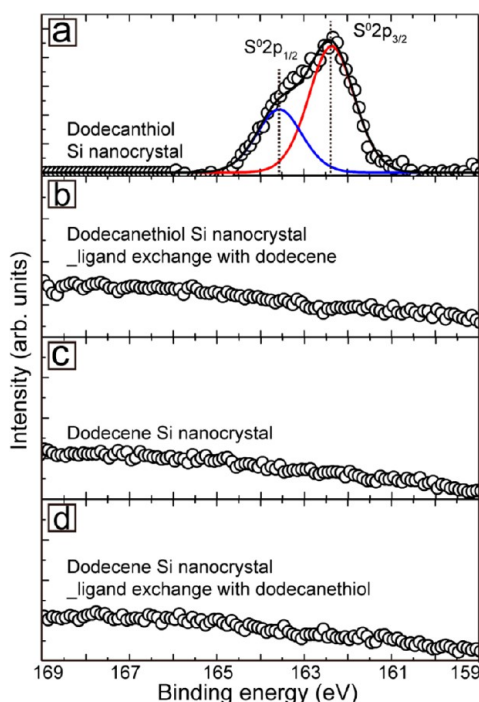 a
S⁰2p₁/₂
S⁰2p₃/₂
Dodecanthiol
Si nanocrystal
b
Dodecanethiol Si nanocrystal
_ligand exchange with dodecene
c
Dodecene Si nanocrystal
d
Dodecene Si nanocrystal
_ligand exchange with dodecanethiol
Intensity (arb. units)
169 167 165 163 161 159
Binding energy (eV)